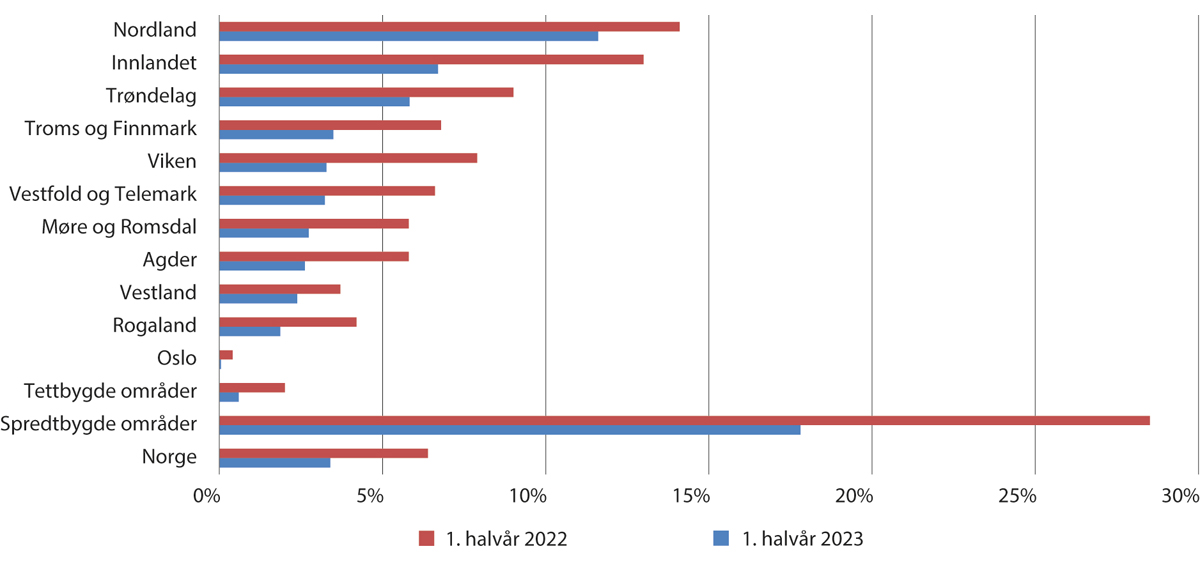 Nordland
Innlandet
Trøndelag
Troms og Finnmark
Viken
Vestfold og Telemark
Møre og Romsdal
Agder
Vestland
Rogaland
Oslo
Tettbygde områder
Spredtbygde områder
Norge
0% 5% 10% 15% 20% 25% 30%
1. halvår 2022 1. halvår 2023